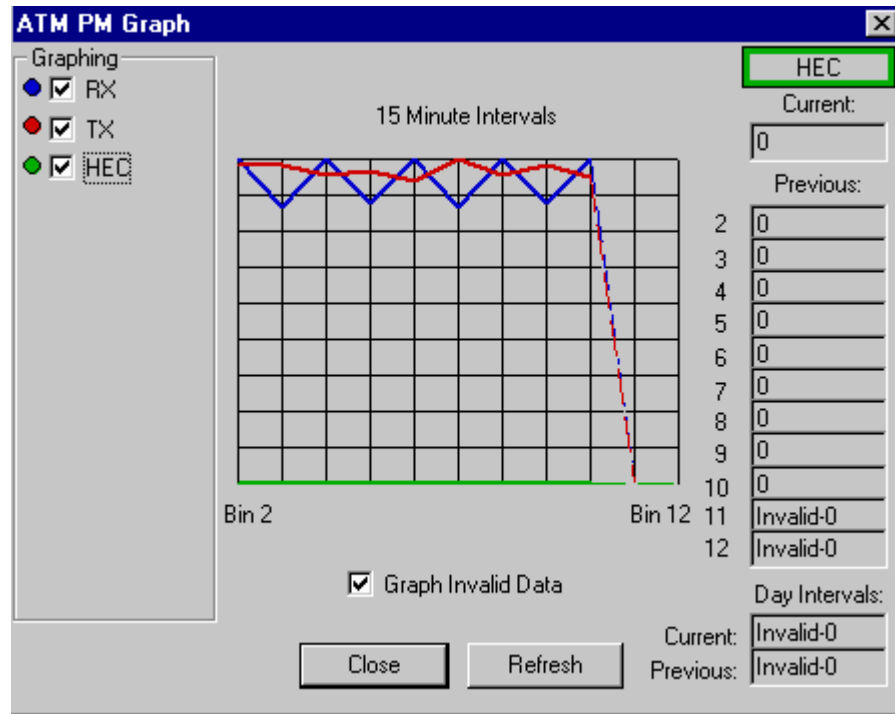 ATM PM Graph
Graphing
RX
TX
HEC
15 Minute Intervals
Bin 2
Bin 12
Graph Invalid Data
Close
Refresh
HEC
Current:
0
Previous:
2 0
3 0
4 0
5 0
6 0
7 0
8 0
9 0
10 0
11 Invalid-0
12 Invalid-0
Day Intervals:
Current: Invalid-0
Previous: Invalid-0